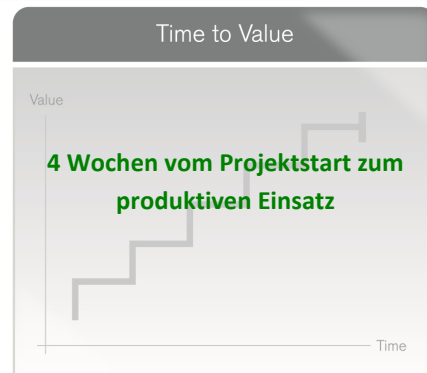 Time to Value
Value
4 Wochen vom Projektstart zum
produktiven Einsatz
Time